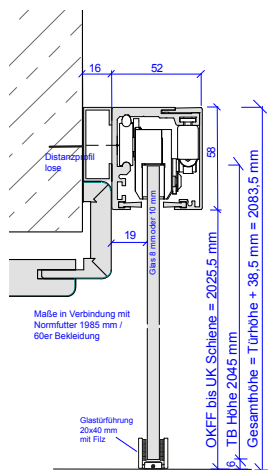 16
52
58
Distanzprofil
lose
19
Glas 8 mm oder 10 mm
Maße in Verbindung mit
Normfutter 1985 mm /
60er Bekleidung
OKFF bis UK Schiene = 2025,5 mm
TB Höhe 2045 mm
Gesamthöhe = Türhöhe + 38,5 mm = 2083,5 mm
Glastürführung
20x40 mm
mit Filz
6